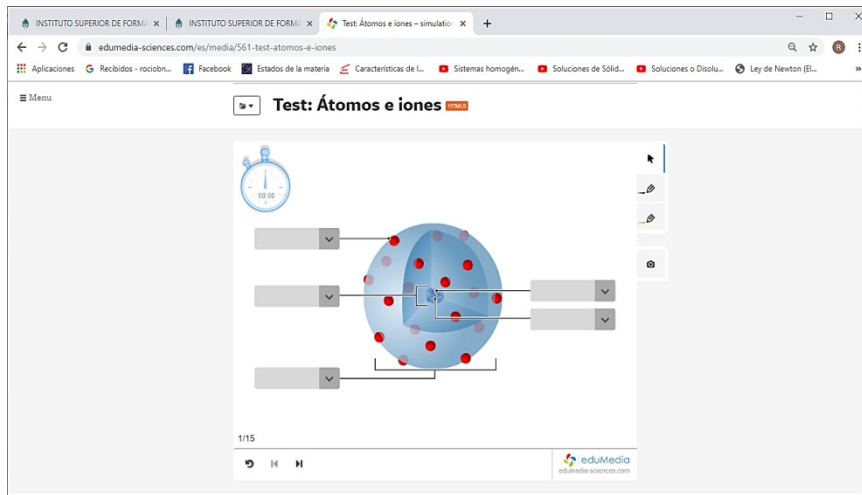 INSTITUTO SUPERIOR DE FORMA
INSTITUTO SUPERIOR DE FORMA
Test: Átomos e iones – simulation
edumedia-sciences.com/es/media/561-test-atomos-e-iones
R
Aplicaciones
Recibidos - rociobn...
Facebook
Estados de la materia
Características de l...
Sistemas homogén...
Soluciones de Sólid...
Soluciones o Disolu...
Ley de Newton (El...
Menu
Test: Átomos e iones HTML5
00:00
1/15
eduMedia
edumedia-sciences.com